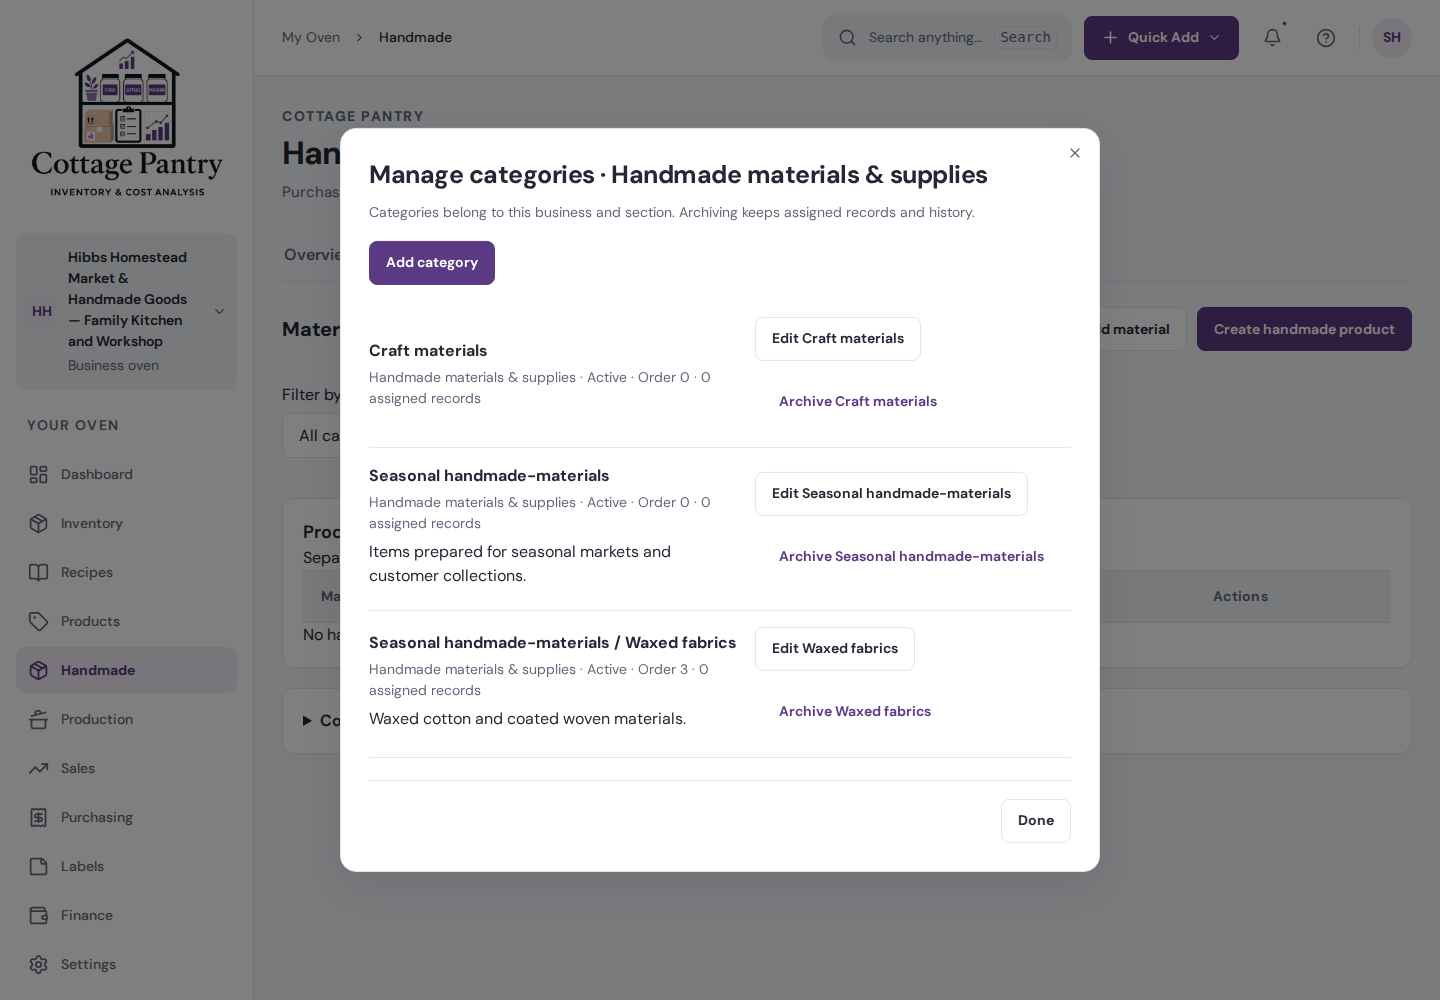 Cottage Pantry
INVENTORY & COST ANALYSIS
Hibbs Homestead
Market &
Handmade Goods
— Family Kitchen
and Workshop
HH
Business oven
YOUR OVEN
Dashboard
Inventory
Recipes
Products
Handmade
Production
Sales
Purchasing
Labels
Finance
Settings
My Oven
Handmade
Search anything...
Search
Quick Add
SH
COTTAGE PANTRY
Han
Purchas
Overvie
Mater
d material
Create handmade product
Filter by
All ca
Prod
Sepa
Ma
Actions
No ha
Co
Manage categories · Handmade materials & supplies
Categories belong to this business and section. Archiving keeps assigned records and history.
Add category
Craft materials
Handmade materials & supplies · Active · Order 0 · 0
assigned records
Edit Craft materials
Archive Craft materials
Seasonal handmade-materials
Handmade materials & supplies · Active · Order 0 · 0
assigned records
Items prepared for seasonal markets and
customer collections.
Edit Seasonal handmade-materials
Archive Seasonal handmade-materials
Seasonal handmade-materials / Waxed fabrics
Handmade materials & supplies · Active · Order 3 · 0
assigned records
Waxed cotton and coated woven materials.
Edit Waxed fabrics
Archive Waxed fabrics
Done